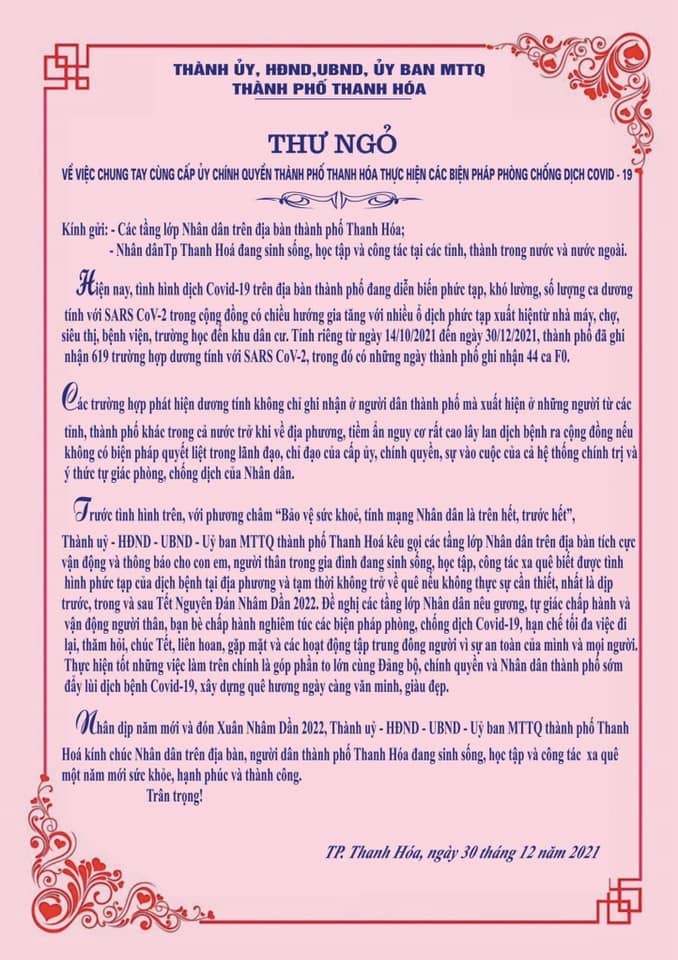 THÀNH ỦY, HĐND,UBND, ỦY BAN MTTQ
THÀNH PHỐ THANH HÓA
THƯ NGỎ
VỀ VIỆC CHUNG TAY CÙNG CẤP ỦY CHÍNH QUYỀN THÀNH PHỐ THANH HÓA THỰC HIỆN CÁC BIỆN PHÁP PHÒNG CHỐNG DỊCH COVID - 19
Kính gửi: - Các tầng lớp Nhân dân trên địa bàn thành phố Thanh Hóa;
- Nhân dânTp Thanh Hoá đang sinh sống, học tập và công tác tại các tỉnh, thành trong nước và nước ngoài.
Hiện nay, tình hình dịch Covid-19 trên địa bàn thành phố đang diễn biến phức tạp, khó lường, số lượng ca dương
tính với SARS CoV-2 trong cộng đồng có chiều hướng gia tăng với nhiều ổ dịch phức tạp xuất hiệntừ nhà máy, chợ,
siêu thị, bệnh viện, trường học đến khu dân cư. Tính riêng từ ngày 14/10/2021 đến ngày 30/12/2021, thành phố đã ghi
nhận 619 trường hợp dương tính với SARS CoV-2, trong đó có những ngày thành phố ghi nhận 44 ca F0.
Các trường hợp phát hiện dương tính không chỉ ghi nhận ở người dân thành phố mà xuất hiện ở những người từ các
tỉnh, thành phố khác trong cả nước trở khi về địa phương, tiềm ẩn nguy cơ rất cao lây lan dịch bệnh ra cộng đồng nếu
không có biện pháp quyết liệt trong lãnh đạo, chỉ đạo của cấp ủy, chính quyền, sự vào cuộc của cả hệ thống chính trị và
ý thức tự giác phòng, chống dịch của Nhân dân.
Trước tình hình trên, với phương châm “Bảo vệ sức khoẻ, tính mạng Nhân dân là trên hết, trước hết”,
Thành uỷ - HĐND - UBND - Uỷ ban MTTQ thành phố Thanh Hoá kêu gọi các tầng lớp Nhân dân trên địa bàn tích cực
vận động và thông báo cho con em, người thân trong gia đình đang sinh sống, học tập, công tác xa quê biết được tình
hình phức tạp của dịch bệnh tại địa phương và tạm thời không trở về quê nếu không thực sự cần thiết, nhất là dịp
trước, trong và sau Tết Nguyên Đán Nhâm Dần 2022. Đề nghị các tầng lớp Nhân dân nêu gương, tự giác chấp hành và
vận động người thân, bạn bè chấp hành nghiêm túc các biện pháp phòng, chống dịch Covid-19, hạn chế tối đa việc đi
lại, thăm hỏi, chúc Tết, liên hoan, gặp mặt và các hoạt động tập trung đông người vì sự an toàn của mình và mọi người.
Thực hiện tốt những việc làm trên chính là góp phần to lớn cùng Đảng bộ, chính quyền và Nhân dân thành phố sớm
đẩy lùi dịch bệnh Covid-19, xây dựng quê hương ngày càng văn minh, giàu đẹp.
Nhân dịp năm mới và đón Xuân Nhâm Dần 2022, Thành uỷ - HĐND - UBND - Uỷ ban MTTQ thành phố Thanh
Hoá kính chúc Nhân dân trên địa bàn, người dân thành phố Thanh Hóa đang sinh sống, học tập và công tác xa quê
một năm mới sức khỏe, hạnh phúc và thành công.
Trân trọng!
TP. Thanh Hóa, ngày 30 tháng 12 năm 2021